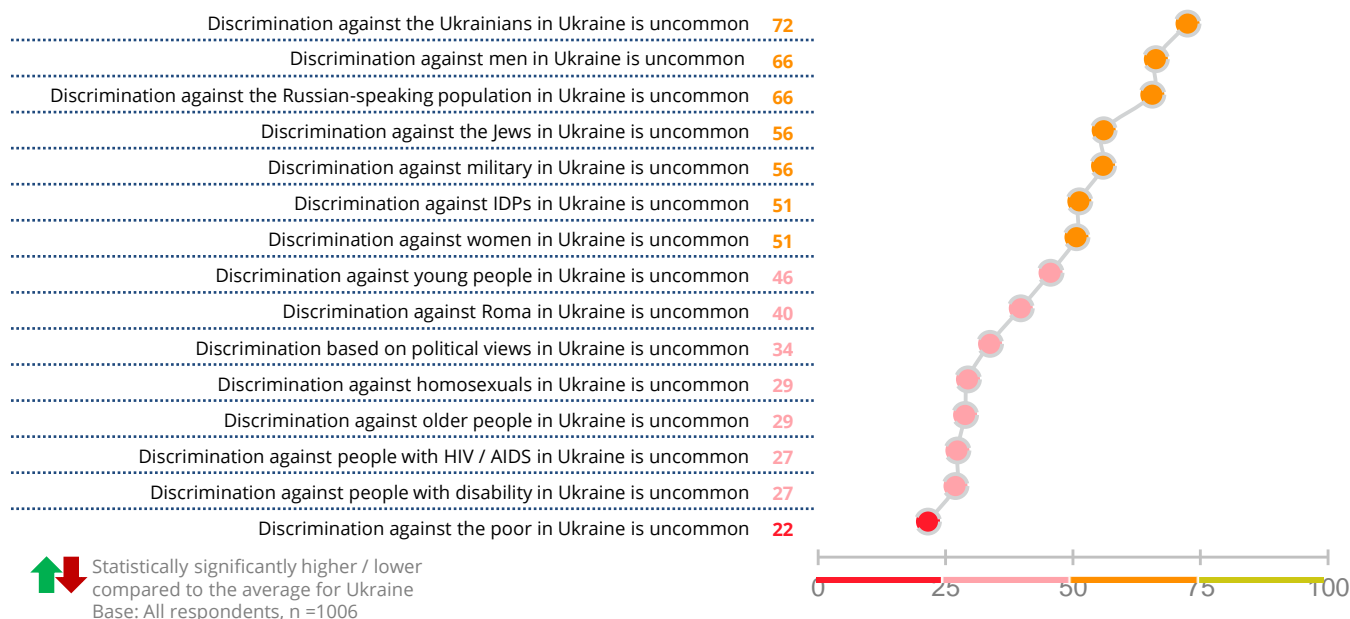 Discrimination against the Ukrainians in Ukraine is uncommon 72
Discrimination against men in Ukraine is uncommon 66
Discrimination against the Russian-speaking population in Ukraine is uncommon 66
Discrimination against the Jews in Ukraine is uncommon 56
Discrimination against military in Ukraine is uncommon 56
Discrimination against IDPs in Ukraine is uncommon 51
Discrimination against women in Ukraine is uncommon 51
Discrimination against young people in Ukraine is uncommon 46
Discrimination against Roma in Ukraine is uncommon 40
Discrimination based on political views in Ukraine is uncommon 34
Discrimination against homosexuals in Ukraine is uncommon 29
Discrimination against older people in Ukraine is uncommon 29
Discrimination against people with HIV / AIDS in Ukraine is uncommon 27
Discrimination against people with disability in Ukraine is uncommon 27
Discrimination against the poor in Ukraine is uncommon 22
Statistically significantly higher / lower
compared to the average for Ukraine
Base: All respondents, n =1006
0 25 50 75 100